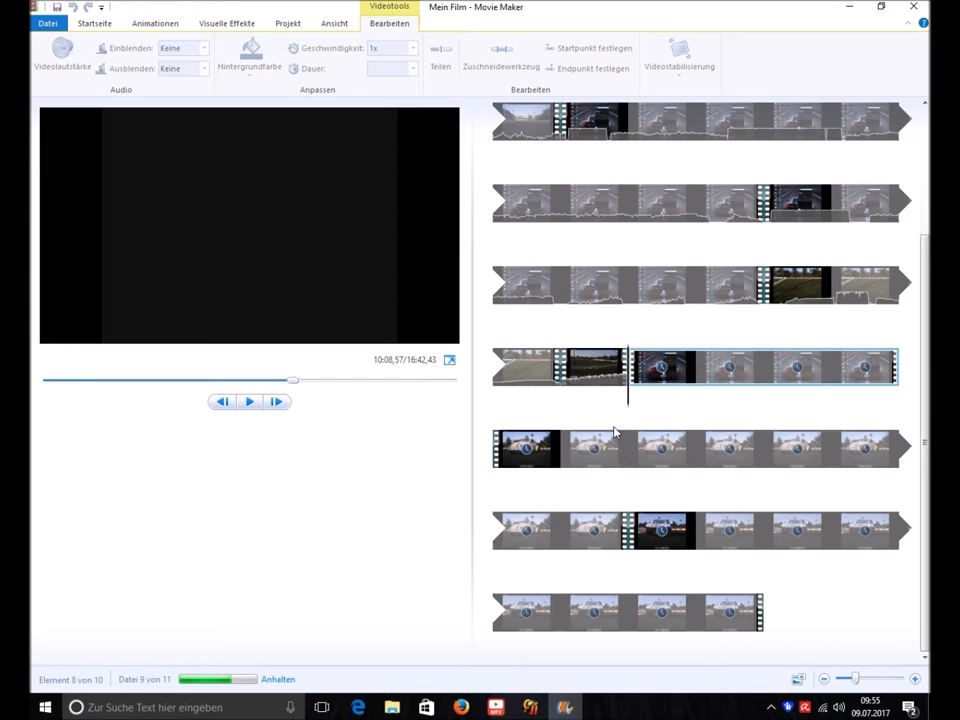 Videotools
Mein Film - Movie Maker
Datei
Startseite
Animationen
Visuelle Effekte
Projekt
Ansicht
Bearbeiten
Videolautstärke
Einblenden: Keine
Ausblenden: Keine
Audio
Hintergrundfarbe
Geschwindigkeit: 1x
Dauer:
Anpassen
Teilen
Zuschneidewerkzeug
Startpunkt festlegen
Endpunkt festlegen
Bearbeiten
Videostabilisierung
10:08,57/16:42,43
Element 8 von 10
Datei 9 von 11
Anhalten
Zur Suche Text hier eingeben
MP3
09:55
09.07.2017
2